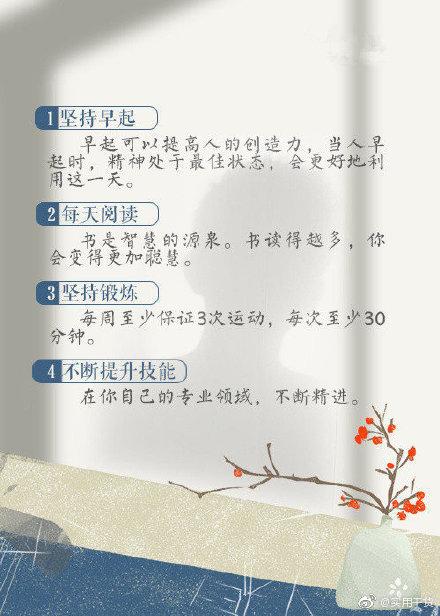 1 坚持早起
早起可以提高人的创造力，当人早
起时，精神处于最佳状态，会更好地利
用这一天。
2 每天阅读
书是智慧的源泉。书读得越多，你
会变得更加聪慧。
3 坚持锻炼
每周至少保证3次运动，每次至少30
分钟。
4 不断提升技能
在你自己的专业领域，不断精进。
@实用干货